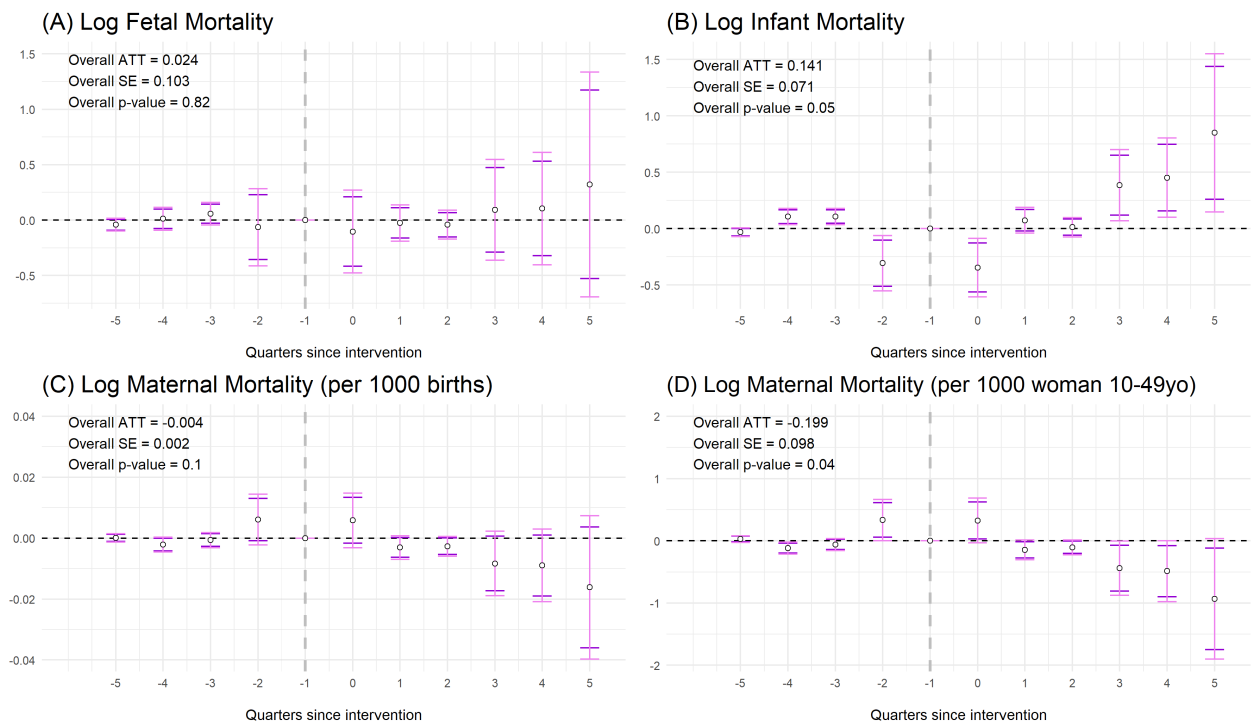 (A) Log Fetal Mortality
Overall ATT = 0.024
Overall SE = 0.103
Overall p-value = 0.82
1.5
1.0
0.5
0.0
-0.5
-5 -4 -3 -2 -1 0 1 2 3 4 5
Quarters since intervention
(B) Log Infant Mortality
Overall ATT = 0.141
Overall SE = 0.071
Overall p-value = 0.05
1.5
1.0
0.5
0.0
-0.5
-5 -4 -3 -2 -1 0 1 2 3 4 5
Quarters since intervention
(C) Log Maternal Mortality (per 1000 births)
Overall ATT = -0.004
Overall SE = 0.002
Overall p-value = 0.1
0.04
0.02
0.00
-0.02
-0.04
-5 -4 -3 -2 -1 0 1 2 3 4 5
Quarters since intervention
(D) Log Maternal Mortality (per 1000 woman 10-49yo)
Overall ATT = -0.199
Overall SE = 0.098
Overall p-value = 0.04
2
1
0
-1
-2
-5 -4 -3 -2 -1 0 1 2 3 4 5
Quarters since intervention